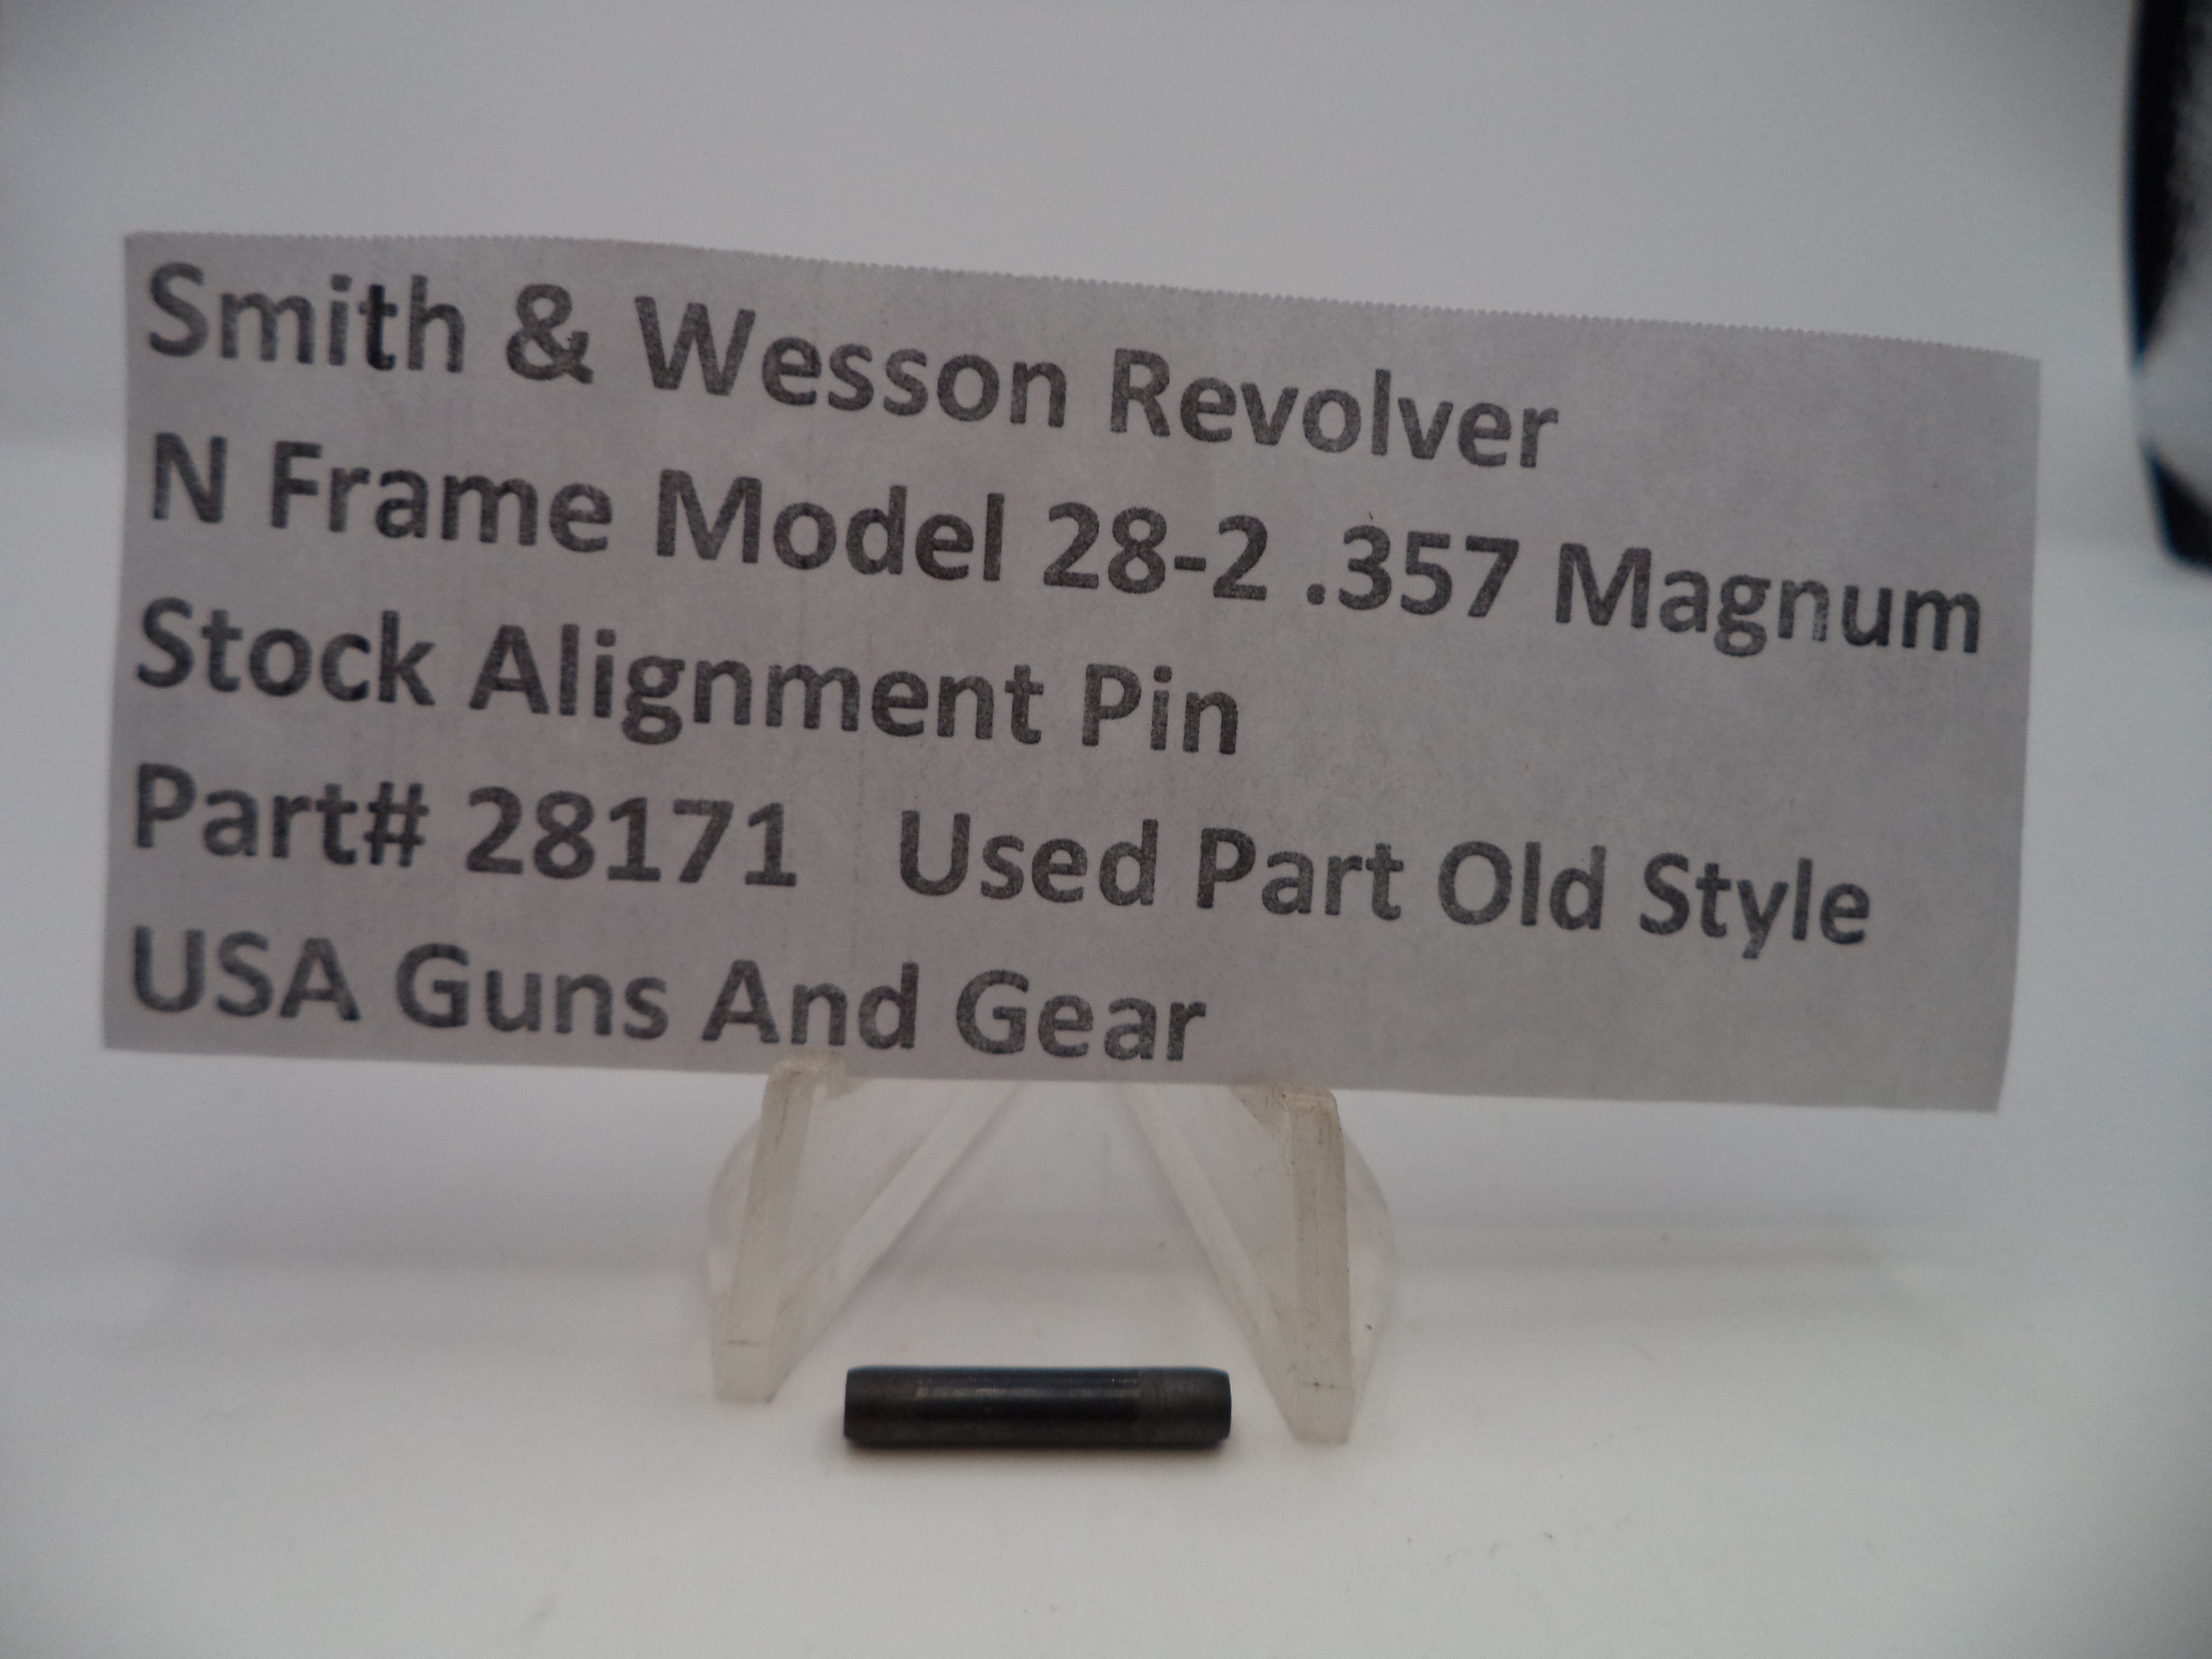 Smith & Wesson Revolver
N Frame Model 28-2 .357 Magnum
Stock Alignment Pin
Part# 28171   Used Part Old Style
USA Guns And Gear